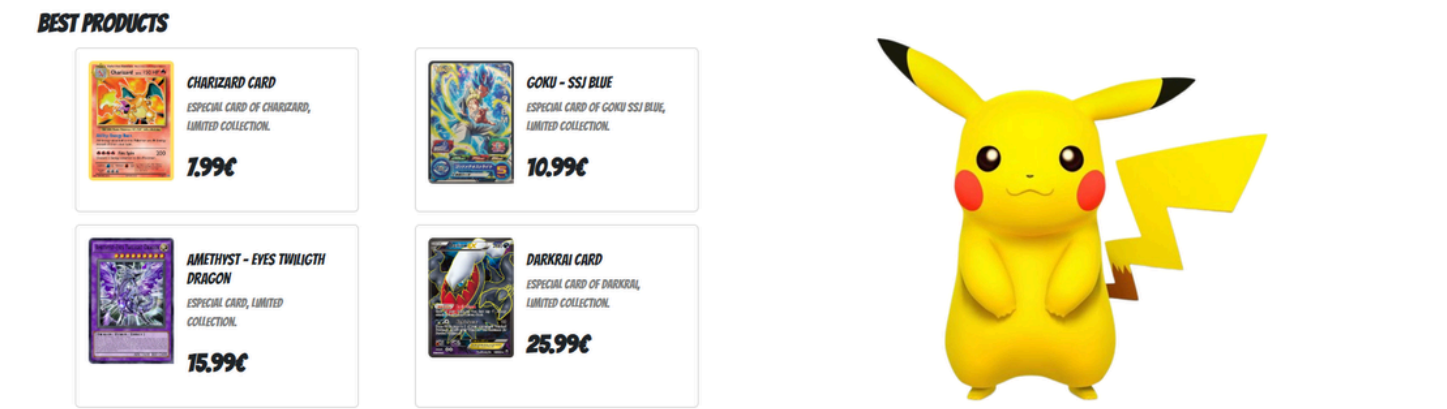 BEST PRODUCTS
CHARIZARD CARD
ESPECIAL CARD OF CHARIZARD,
LIMITED COLLECTION.
7.99€
GOKU - SSJ BLUE
ESPECIAL CARD OF GOKU SSJ BLUE,
LIMITED COLLECTION.
10.99€
AMETHYST - EYES TWILIGTH
DRAGON
ESPECIAL CARD, LIMITED
COLLECTION.
15.99€
DARKRAI CARD
ESPECIAL CARD OF DARKRAI,
LIMITED COLLECTION.
25.99€